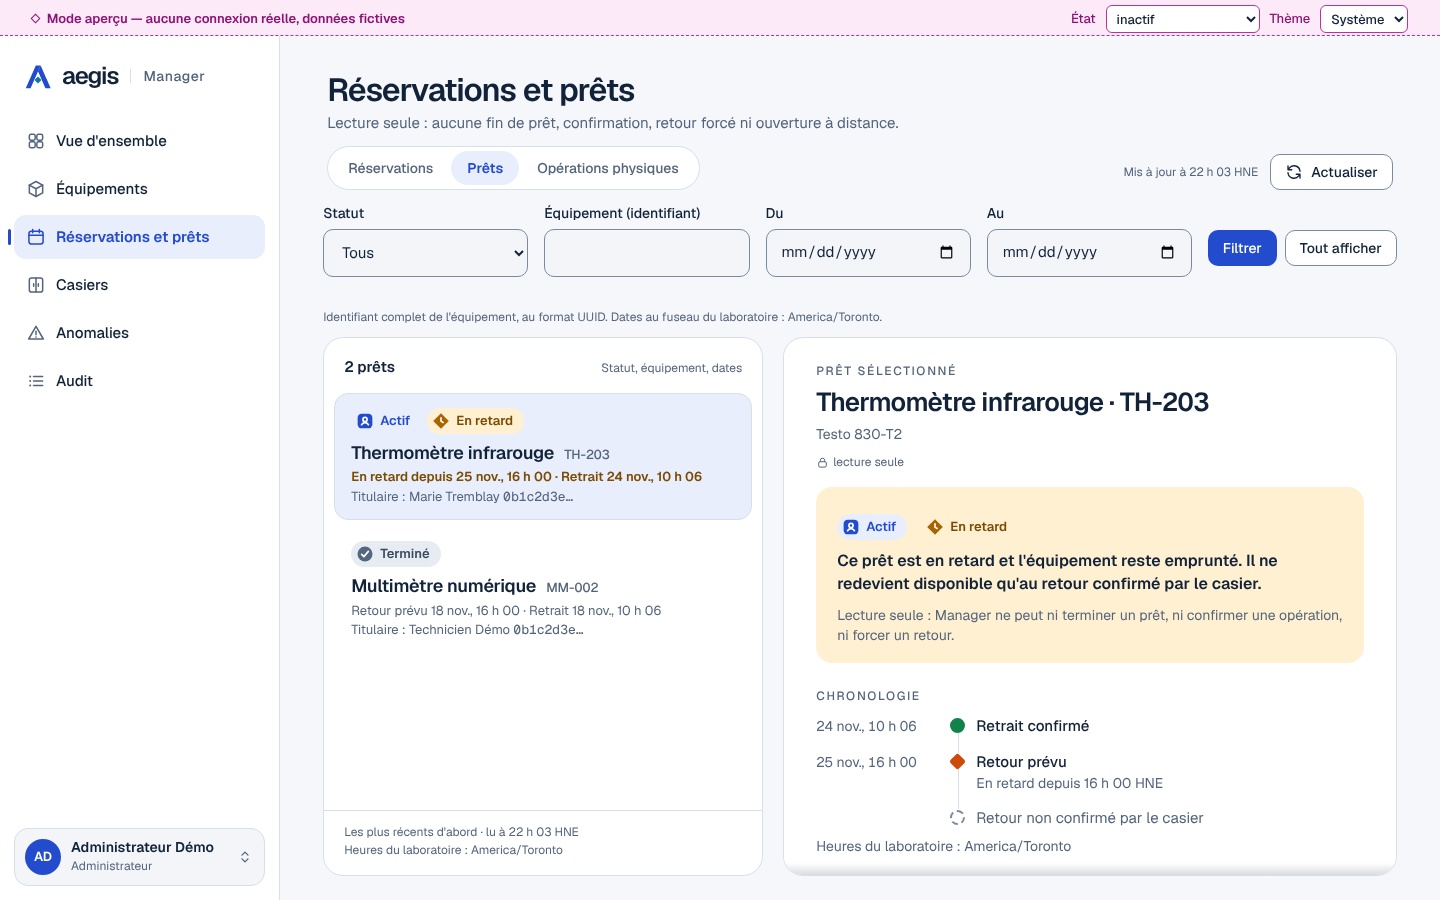 Mode aperçu — aucune connexion réelle, données fictives
État inactif Thème Système
aegis Manager
Vue d'ensemble
Équipements
Réservations et prêts
Casiers
Anomalies
Audit
AD
Administrateur Démo
Administrateur
Réservations et prêts
Lecture seule : aucune fin de prêt, confirmation, retour forcé ni ouverture à distance.
Réservations Prêts Opérations physiques
Mis à jour à 22 h 03 HNE Actualiser
Statut Équipement (identifiant) Du Au
Tous mm/dd/yyyy mm/dd/yyyy Filtrer Tout afficher
Identifiant complet de l'équipement, au format UUID. Dates au fuseau du laboratoire : America/Toronto.
2 prêts Statut, équipement, dates
Actif En retard
Thermomètre infrarouge TH-203
En retard depuis 25 nov., 16 h 00 · Retrait 24 nov., 10 h 06
Titulaire : Marie Tremblay 0b1c2d3e…
Terminé
Multimètre numérique MM-002
Retour prévu 18 nov., 16 h 00 · Retrait 18 nov., 10 h 06
Titulaire : Technicien Démo 0b1c2d3e…
Les plus récents d'abord · lu à 22 h 03 HNE
Heures du laboratoire : America/Toronto
PRÊT SÉLECTIONNÉ
Thermomètre infrarouge · TH-203
Testo 830-T2
lecture seule
Actif En retard
Ce prêt est en retard et l'équipement reste emprunté. Il ne
redevient disponible qu'au retour confirmé par le casier.
Lecture seule : Manager ne peut ni terminer un prêt, ni confirmer une opération,
ni forcer un retour.
CHRONOLOGIE
24 nov., 10 h 06 Retrait confirmé
25 nov., 16 h 00 Retour prévu
En retard depuis 16 h 00 HNE
Retour non confirmé par le casier
Heures du laboratoire : America/Toronto